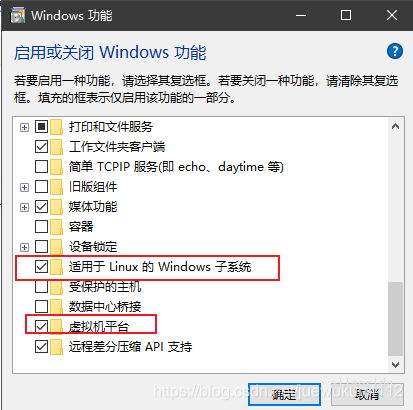 Windows 功能
启用或关闭 Windows 功能
若要启用一种功能，请选择其复选框。若要关闭一种功能，请清除其复选
框。填充的框表示仅启用该功能的一部分。
打印和文件服务
工作文件夹客户端
简单 TCPIP 服务(即 echo、daytime 等)
旧版组件
媒体功能
容器
设备锁定
适用于 Linux 的 Windows 子系统
受保护的主机
数据中心桥接
虚拟机平台
远程差分压缩 API 支持
确定
取消